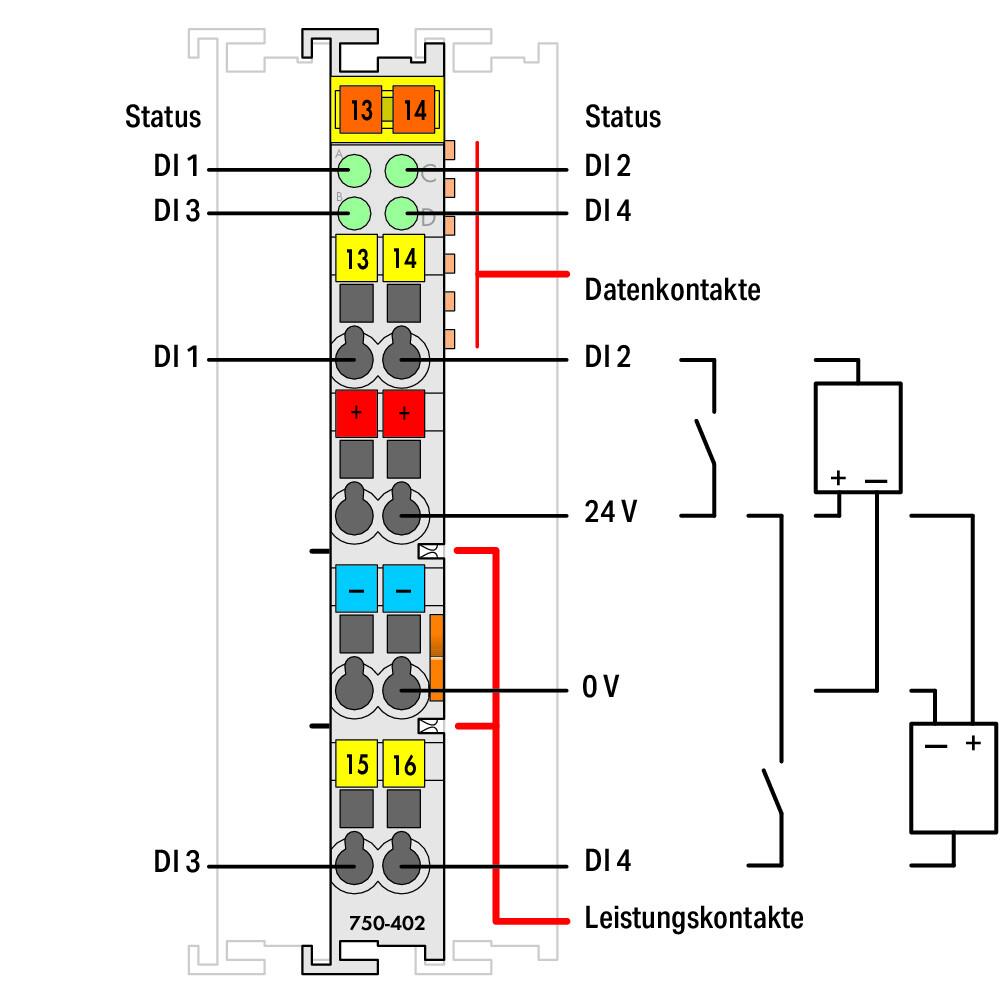 13 14
Status Status
A
DI 1 C DI 2
B
DI 3 D DI 4
13 14
Datenkontakte
DI 1 DI 2
+ +
+ −
24 V
− −
0 V
− +
15 16
DI 3 DI 4
750-402
Leistungskontakte